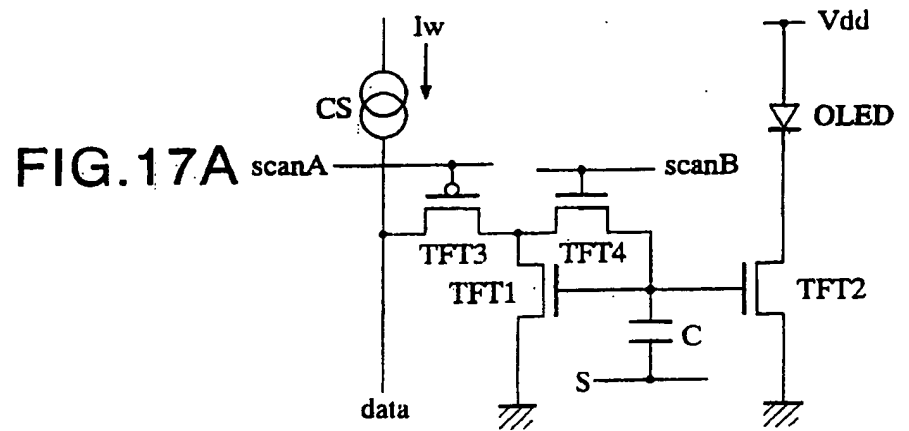 Iw
Vdd
CS
OLED
FIG.17A
scanA
scanB
TFT3
TFT4
TFT1
TFT2
C
S
data